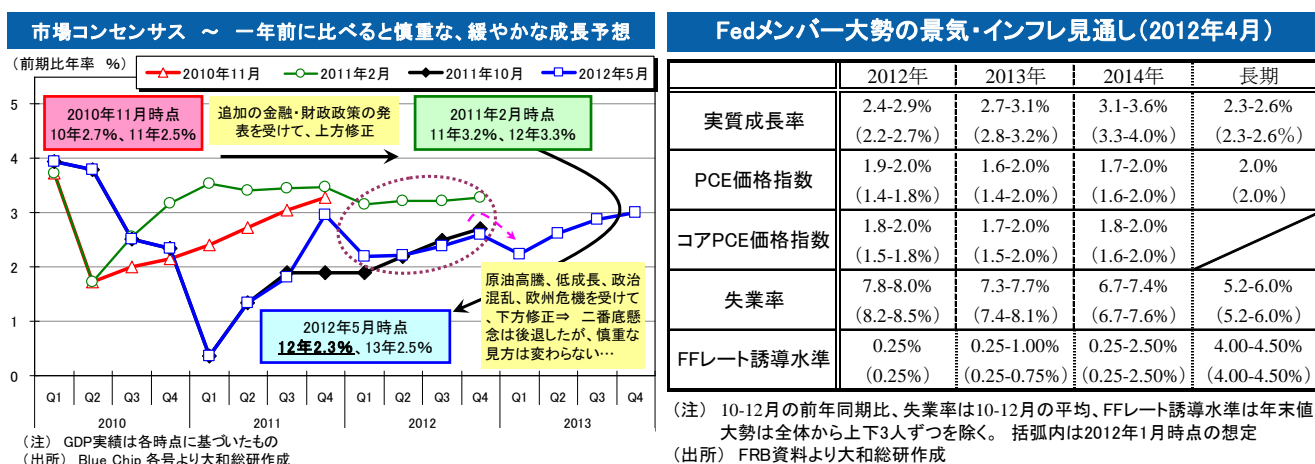 市場コンセンサス ～ 一年前に比べると慎重な、緩やかな成長予想
(前期比年率 %)
2010年11月 2011年2月 2011年10月 2012年5月
5
4
3
2
1
0
2010年11月時点
10年2.7%、11年2.5%
追加の金融・財政政策の発
表を受けて、上方修正
2011年2月時点
11年3.2%、12年3.3%
原油高騰、低成長、政治
混乱、欧州危機を受けて
、下方修正⇒ 二番底懸
念は後退したが、慎重な
見方は変わらない…
2012年5月時点
12年2.3%、13年2.5%
Q1 Q2 Q3 Q4 Q1 Q2 Q3 Q4 Q1 Q2 Q3 Q4 Q1 Q2 Q3 Q4
2010 2011 2012 2013
(注) GDP実績は各時点に基づいたもの
(出所) Blue Chip 各号より大和総研作成
Fedメンバー大勢の景気・インフレ見通し(2012年4月)
2012年 2013年 2014年 長期
実質成長率
2.4-2.9% 2.7-3.1% 3.1-3.6% 2.3-2.6%
(2.2-2.7%) (2.8-3.2%) (3.3-4.0%) (2.3-2.6%)
PCE価格指数
1.9-2.0% 1.6-2.0% 1.7-2.0% 2.0%
(1.4-1.8%) (1.4-2.0%) (1.6-2.0%) (2.0%)
コアPCE価格指数
1.8-2.0% 1.7-2.0% 1.8-2.0%
(1.5-1.8%) (1.5-2.0%) (1.6-2.0%)
失業率
7.8-8.0% 7.3-7.7% 6.7-7.4% 5.2-6.0%
(8.2-8.5%) (7.4-8.1%) (6.7-7.6%) (5.2-6.0%)
FFレート誘導水準
0.25% 0.25-1.00% 0.25-2.50% 4.00-4.50%
(0.25%) (0.25-0.75%) (0.25-2.50%) (4.00-4.50%)
(注) 10-12月の前年同期比、失業率は10-12月の平均、FFレート誘導水準は年末値
大勢は全体から上下3人ずつを除く。 括弧内は2012年1月時点の想定
(出所) FRB資料より大和総研作成